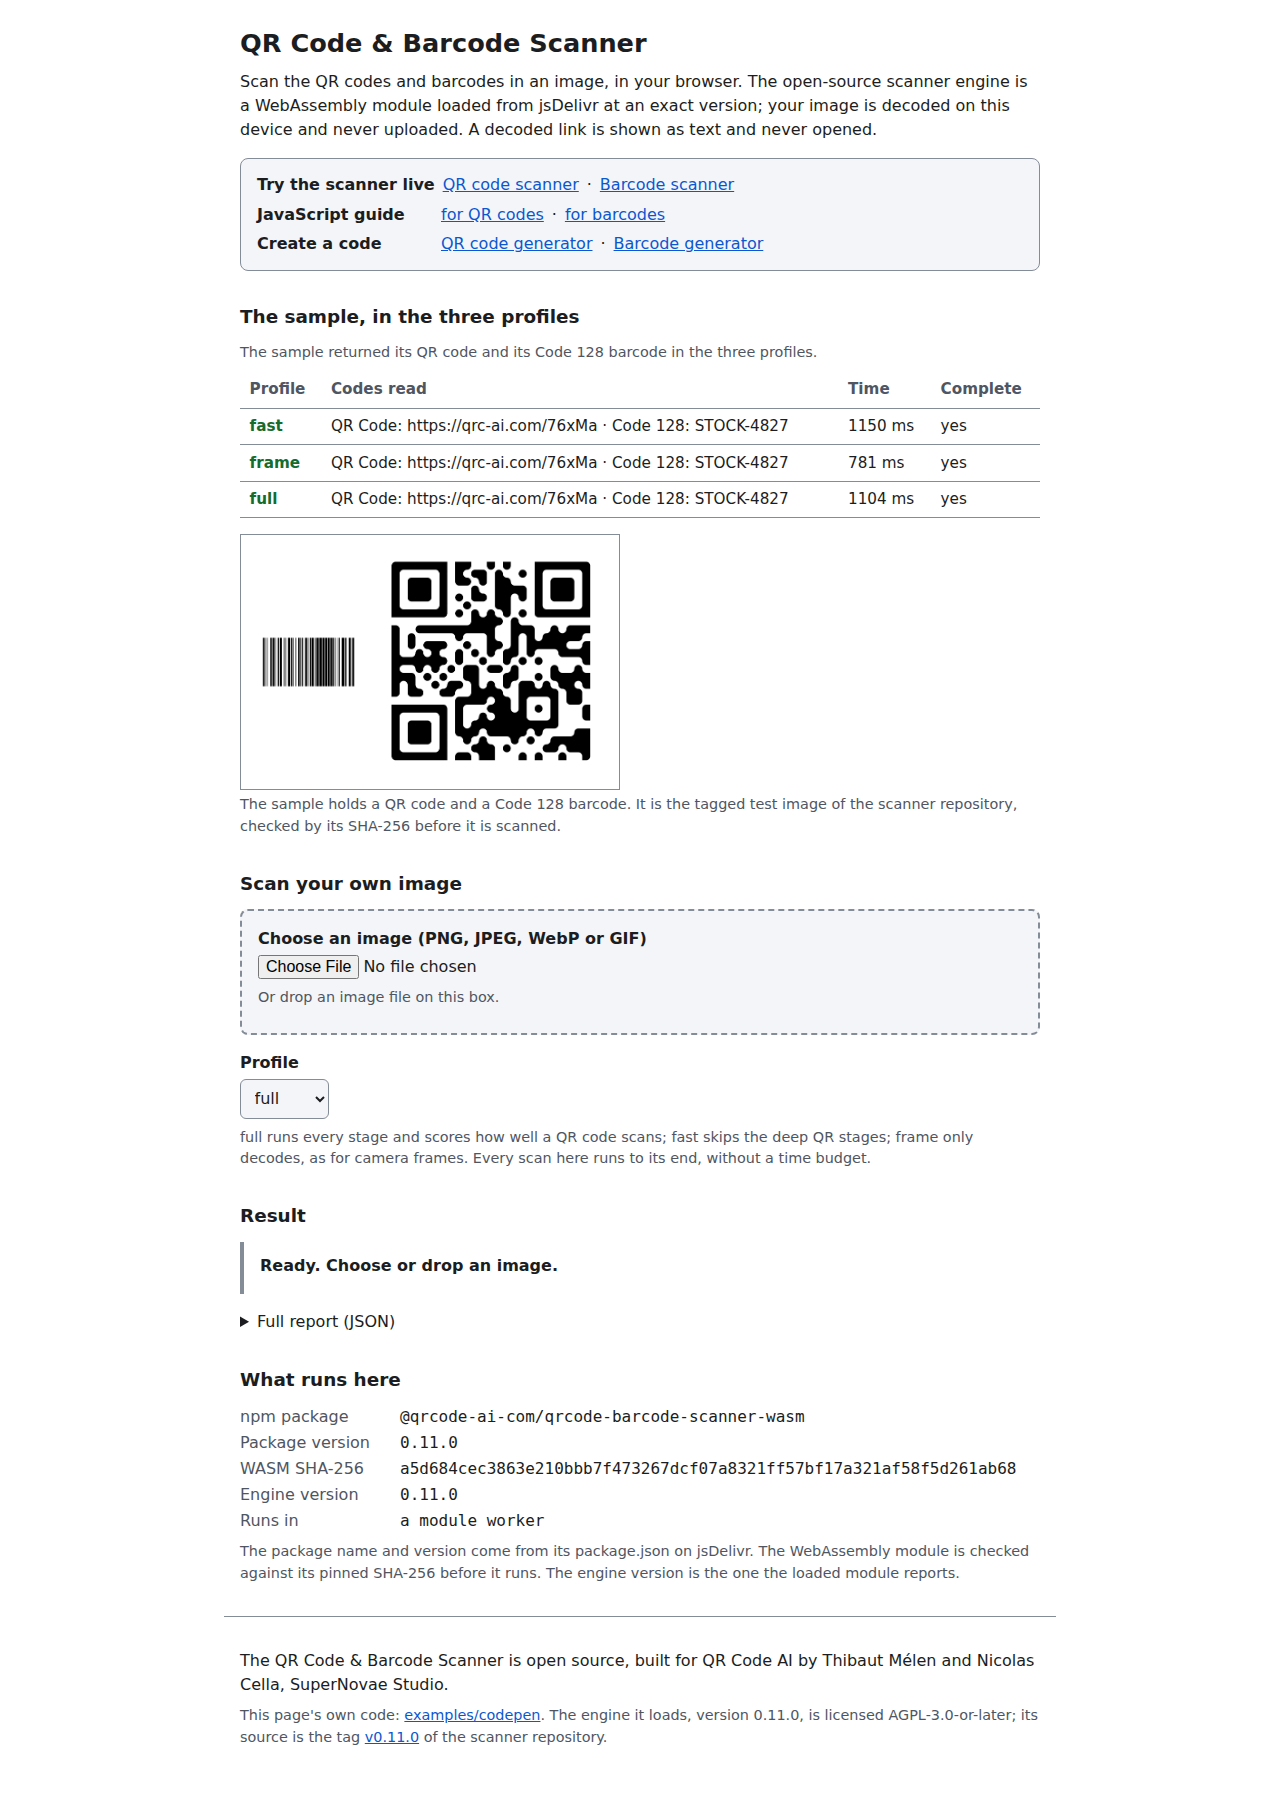 QR Code & Barcode Scanner
Scan the QR codes and barcodes in an image, in your browser. The open-source scanner engine is
a WebAssembly module loaded from jsDelivr at an exact version; your image is decoded on this
device and never uploaded. A decoded link is shown as text and never opened.
Try the scanner live QR code scanner · Barcode scanner
JavaScript guide for QR codes · for barcodes
Create a code QR code generator · Barcode generator
The sample, in the three profiles
The sample returned its QR code and its Code 128 barcode in the three profiles.
Profile Codes read Time Complete
fast QR Code: https://qrc-ai.com/76xMa · Code 128: STOCK-4827 1150 ms yes
frame QR Code: https://qrc-ai.com/76xMa · Code 128: STOCK-4827 781 ms yes
full QR Code: https://qrc-ai.com/76xMa · Code 128: STOCK-4827 1104 ms yes
The sample holds a QR code and a Code 128 barcode. It is the tagged test image of the scanner repository,
checked by its SHA-256 before it is scanned.
Scan your own image
Choose an image (PNG, JPEG, WebP or GIF)
Choose File No file chosen
Or drop an image file on this box.
Profile
full
full runs every stage and scores how well a QR code scans; fast skips the deep QR stages; frame only
decodes, as for camera frames. Every scan here runs to its end, without a time budget.
Result
Ready. Choose or drop an image.
Full report (JSON)
What runs here
npm package @qrcode-ai-com/qrcode-barcode-scanner-wasm
Package version 0.11.0
WASM SHA-256 a5d684cec3863e210bbb7f473267dcf07a8321ff57bf17a321af58f5d261ab68
Engine version 0.11.0
Runs in a module worker
The package name and version come from its package.json on jsDelivr. The WebAssembly module is checked
against its pinned SHA-256 before it runs. The engine version is the one the loaded module reports.
The QR Code & Barcode Scanner is open source, built for QR Code AI by Thibaut Mélen and Nicolas
Cella, SuperNovae Studio.
This page's own code: examples/codepen. The engine it loads, version 0.11.0, is licensed AGPL-3.0-or-later; its
source is the tag v0.11.0 of the scanner repository.